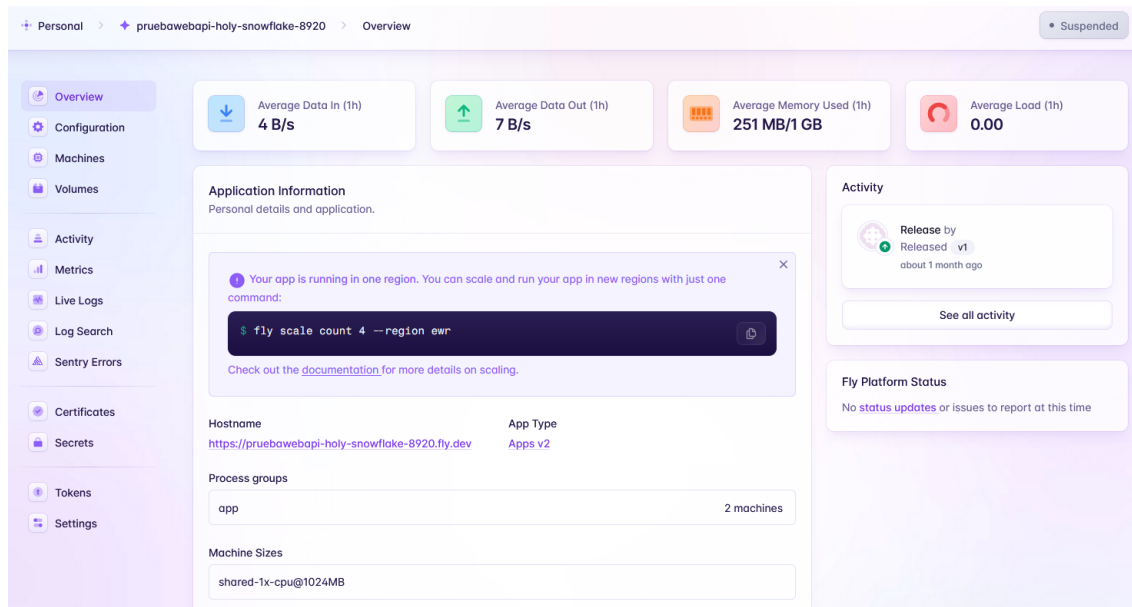 Personal
pruebawebapi-holy-snowflake-8920
Overview
Suspended
Overview
Configuration
Machines
Volumes
Activity
Metrics
Live Logs
Log Search
Sentry Errors
Certificates
Secrets
Tokens
Settings
Average Data In (1h)
4 B/s
Average Data Out (1h)
7 B/s
Average Memory Used (1h)
251 MB/1 GB
Average Load (1h)
0.00
Application Information
Personal details and application.
Your app is running in one region. You can scale and run your app in new regions with just one
command:
$ fly scale count 4 --region ewr
Check out the documentation for more details on scaling.
Hostname
https://pruebawebapi-holy-snowflake-8920.fly.dev
App Type
Apps v2
Process groups
app
2 machines
Machine Sizes
shared-1x-cpu@1024MB
Activity
Release by
Released v1
about 1 month ago
See all activity
Fly Platform Status
No status updates or issues to report at this time